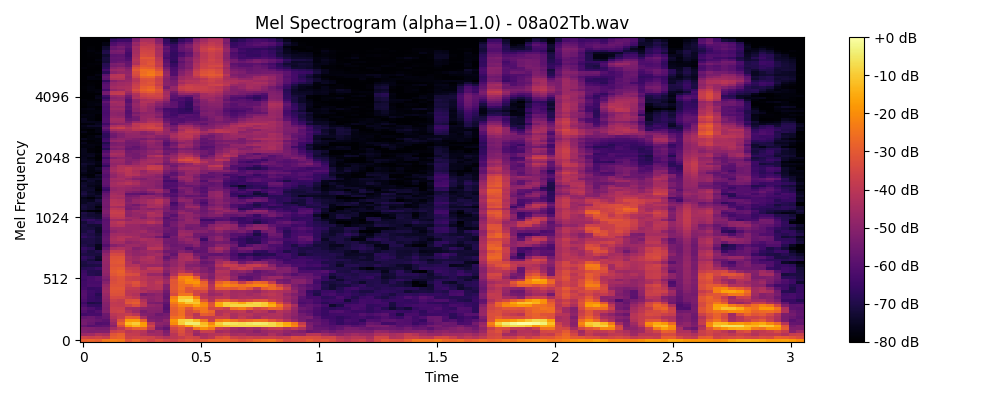 Mel Spectrogram (alpha=1.0) - 08a02Tb.wav
Mel Frequency
4096
2048
1024
512
0
0
0.5
1
1.5
2
2.5
3
Time
+0 dB
-10 dB
-20 dB
-30 dB
-40 dB
-50 dB
-60 dB
-70 dB
-80 dB